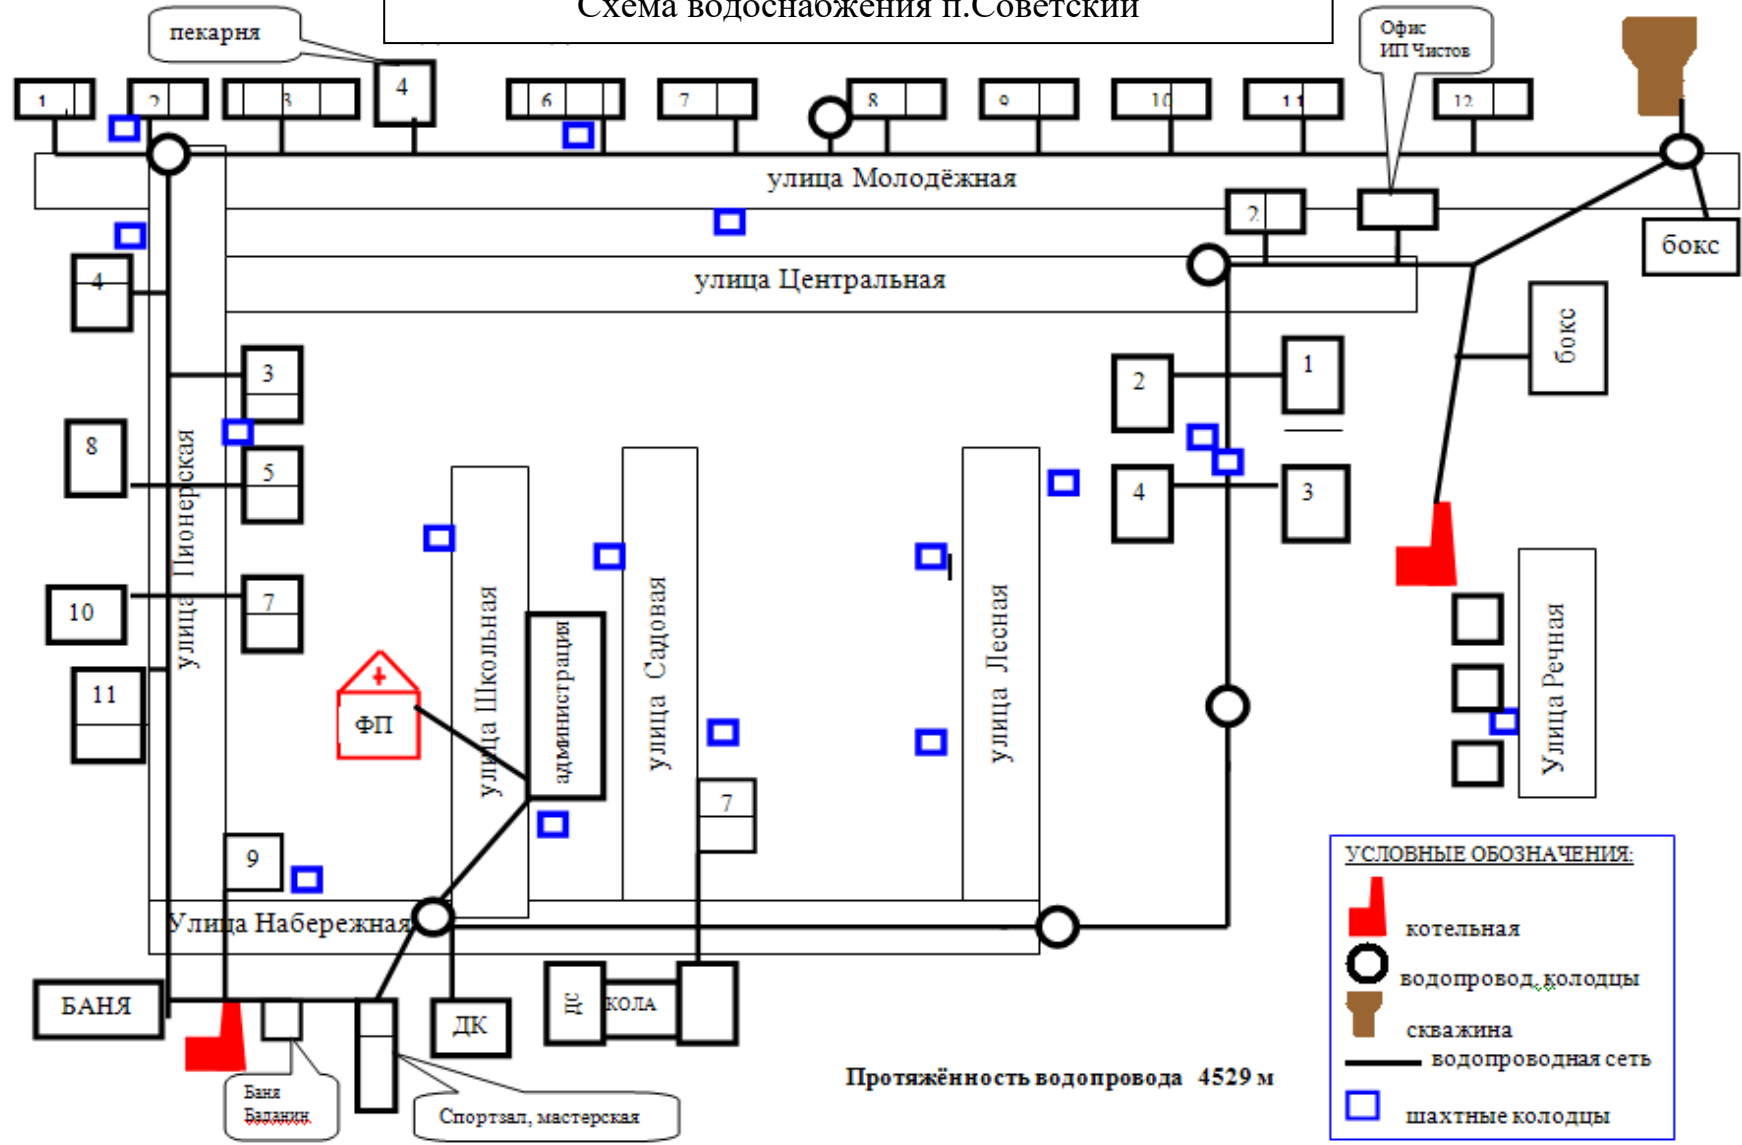 Схема водоснабжения п.Советский
пекарня
Офис
ИП Чистов
1
2
3
4
6
7
8
9
10
11
12
улица Молодёжная
2
бокс
улица Центральная
4
бокс
3
2
1
8
5
4
3
улица Пионерская
10
7
улица Школьная
администрация
улица Садовая
улица Лесная
Улица Речная
11
ФП
7
9
Улица Набережная
БАНЯ
ДК
ДС
КОЛА
Баня
Баданин
Спортзал, мастерская
Протяжённость водопровода 4529 м
УСЛОВНЫЕ ОБОЗНАЧЕНИЯ:
котельная
водопровод. колодцы
скважина
водопроводная сеть
шахтные колодцы